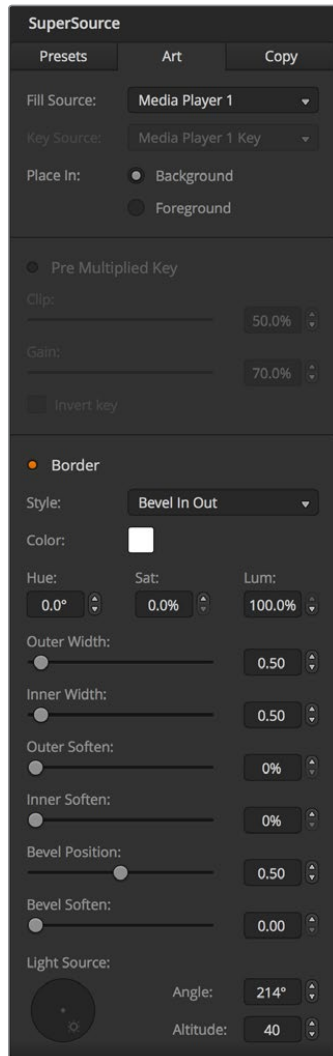 SuperSource
Presets Art Copy
Fill Source: Media Player 1
Key Source: Media Player 1 Key
Place In: Background
Foreground
Pre Multiplied Key
Clip:
50.0%
Gain:
70.0%
Invert key
Border
Style: Bevel In Out
Color:
Hue: Sat: Lum:
0.0° 0.0% 100.0%
Outer Width:
0.50
Inner Width:
0.50
Outer Soften:
0%
Inner Soften:
0%
Bevel Position:
0.50
Bevel Soften:
0.00
Light Source:
Angle: 214°
Altitude: 40